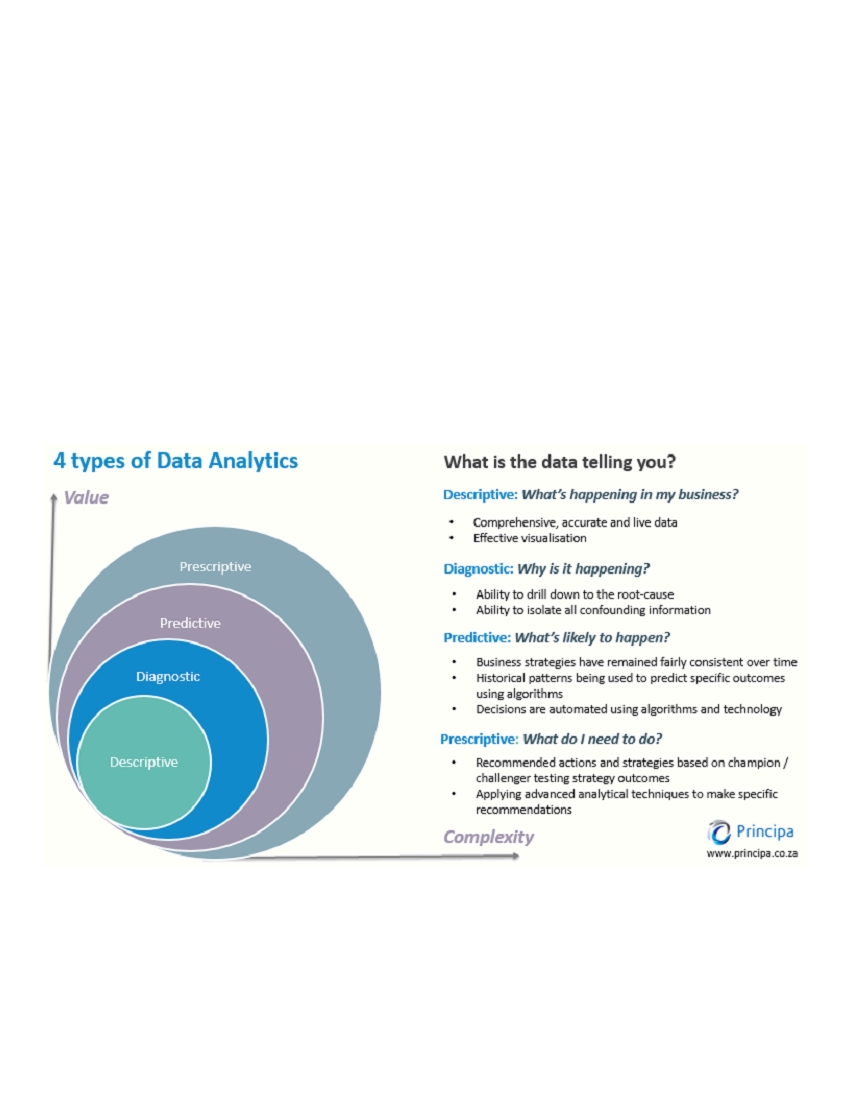 4 types of Data Analytics
Value
Prescriptive
Predictive
Diagnostic
Descriptive
What is the data telling you?
Descriptive: What's happening in my business?
• Comprehensive, accurate and live data
• Effective visualisation
Diagnostic: Why is it happening?
• Ability to drill down to the root-cause
• Ability to isolate all confounding information
Predictive: What's likely to happen?
• Business strategies have remained fairly consistent over time
• Historical patterns being used to predict specific outcomes
using algorithms
• Decisions are automated using algorithms and technology
Prescriptive: What do I need to do?
• Recommended actions and strategies based on champion /
challenger testing strategy outcomes
• Applying advanced analytical techniques to make specific
recommendations
Complexity
Principa
www.principa.co.za